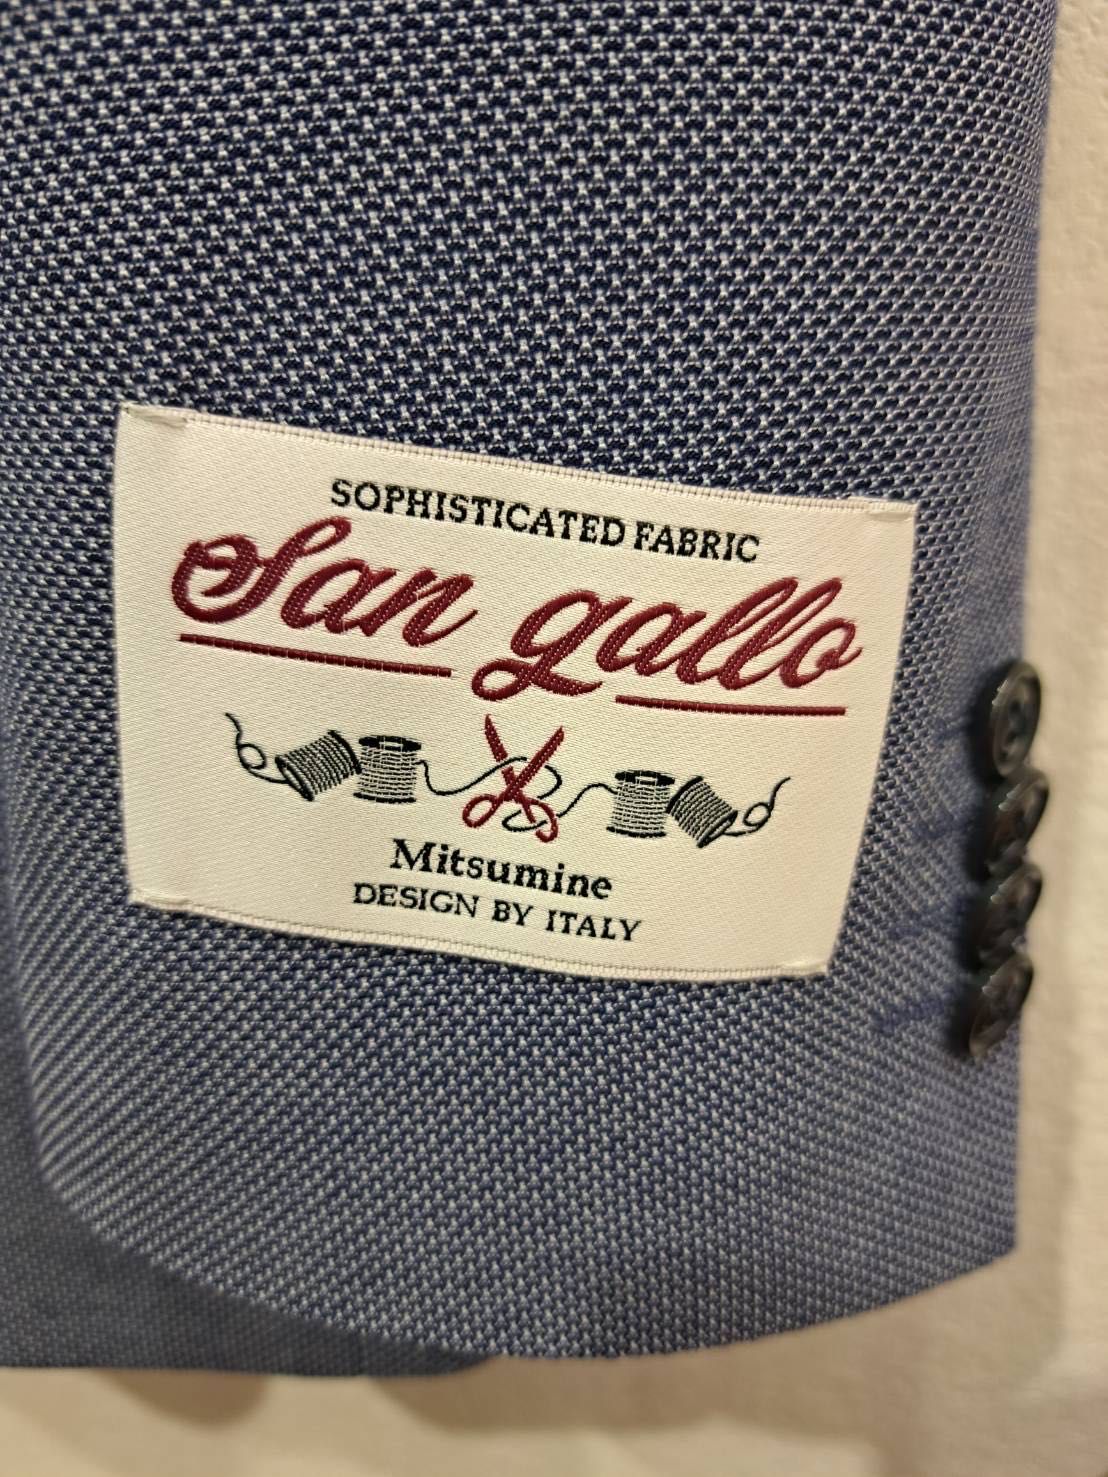 SOPHISTICATED FABRIC
San gallo
Mitsumine
DESIGN BY ITALY